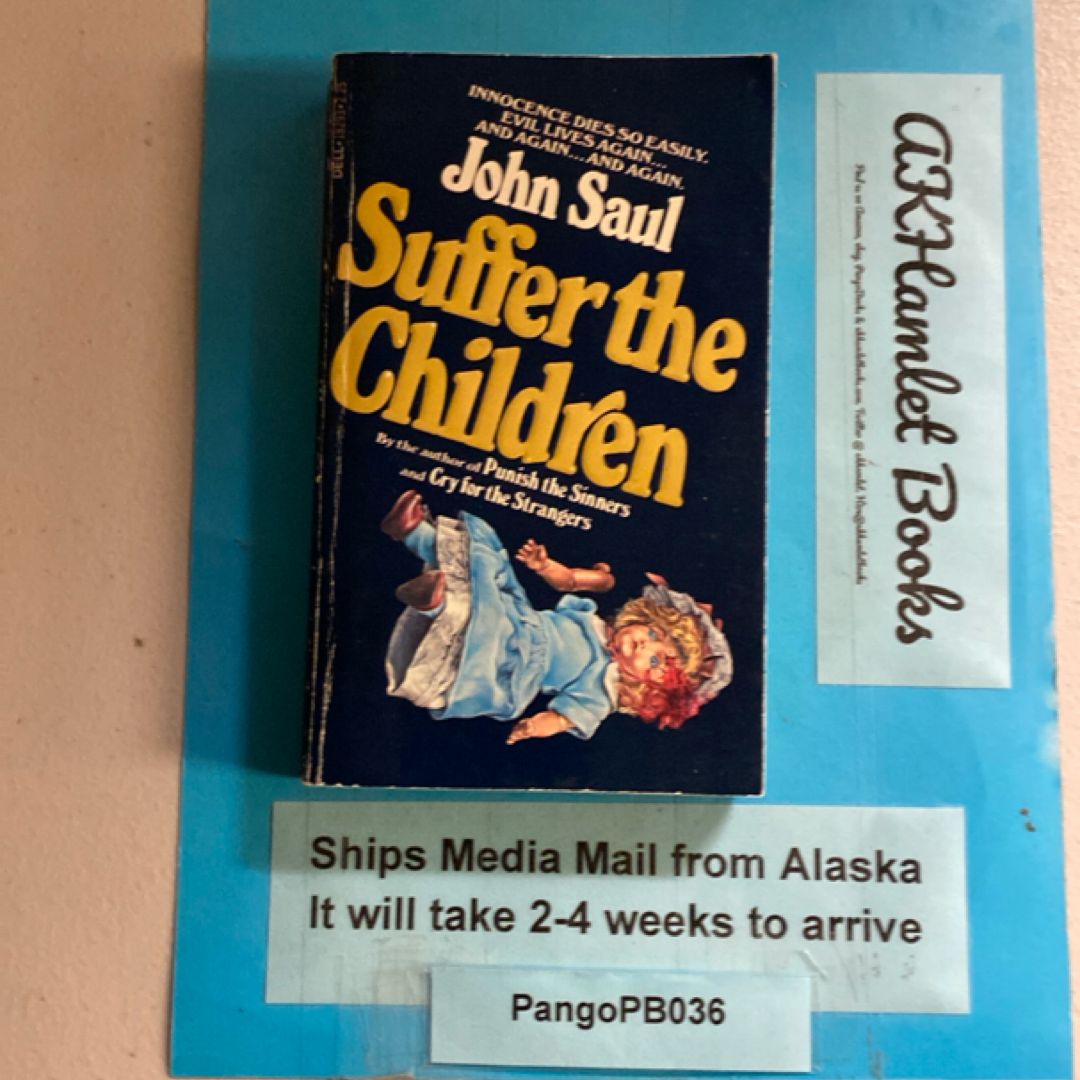 INNOCENCE DIES SO EASILY.
EVIL LIVES AGAIN...
AND AGAIN...AND AGAIN.
John Saul
Suffer the
Children
By the author of Punish the Sinners
and Cry for the Strangers
AKHamlet Books
Ships Media Mail from Alaska
It will take 2-4 weeks to arrive
PangoPB036